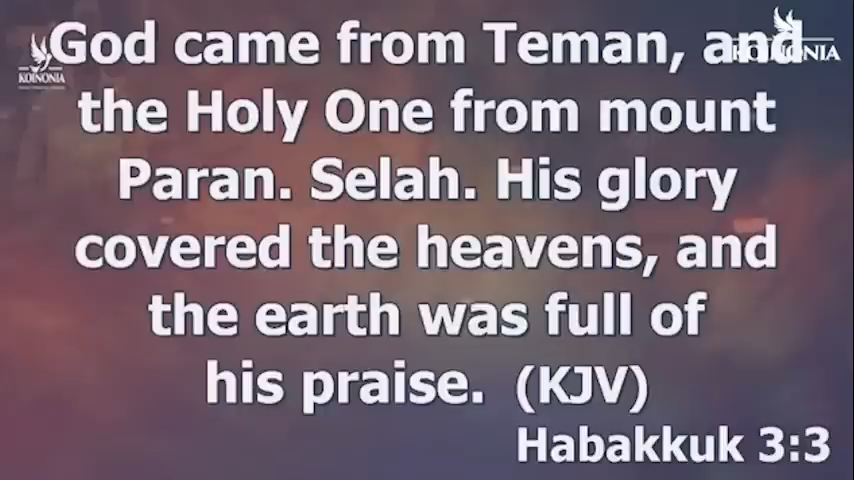 God came from Teman, and
the Holy One from mount
Paran. Selah. His glory
covered the heavens, and
the earth was full of
his praise. (KJV)
Habakkuk 3:3
KOINONIA
KOINONIA